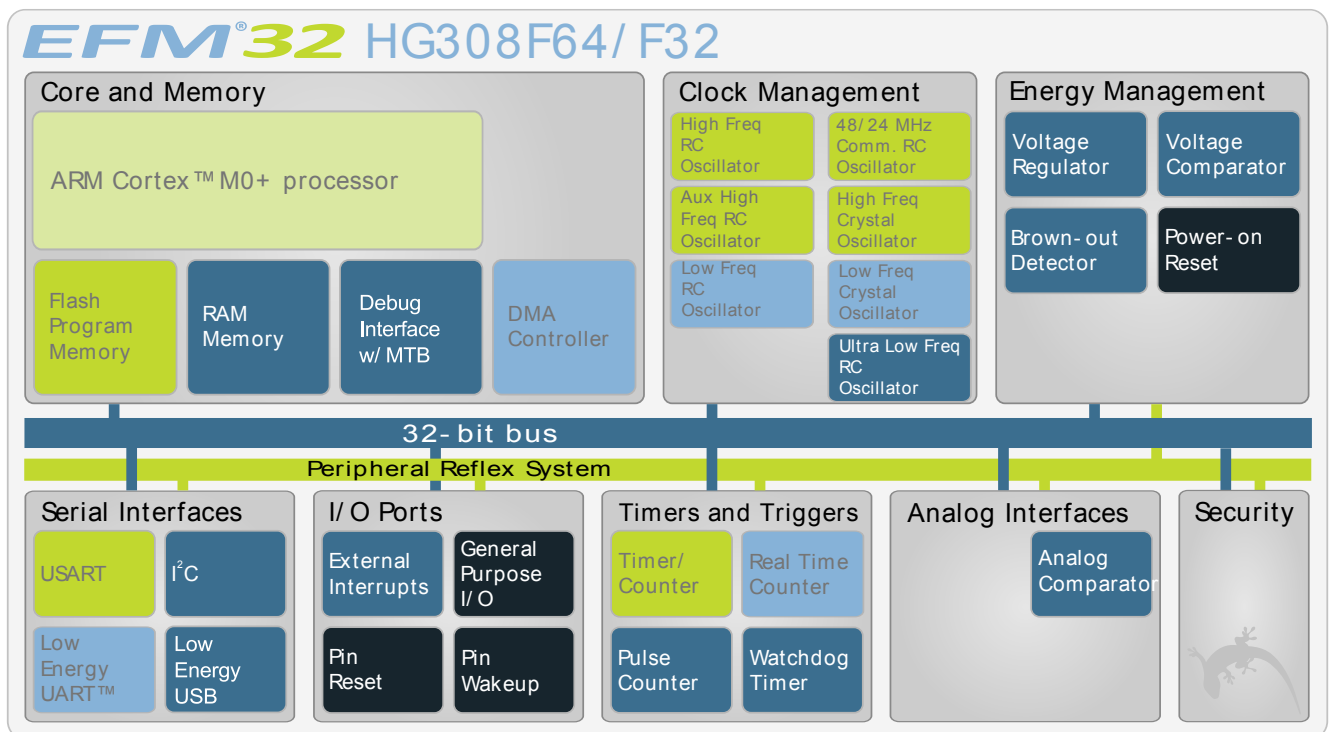 EFM®32 HG308F64/F32
Core and Memory
ARM Cortex™ M0+ processor
Flash
Program
Memory
RAM
Memory
Debug
Interface
w/ MTB
DMA
Controller
Clock Management
High Freq
RC
Oscillator
48/24 MHz
Comm. RC
Oscillator
Aux High
Freq RC
Oscillator
High Freq
Crystal
Oscillator
Low Freq
RC
Oscillator
Low Freq
Crystal
Oscillator
Ultra Low Freq
RC
Oscillator
Energy Management
Voltage
Regulator
Voltage
Comparator
Brown-out
Detector
Power-on
Reset
32-bit bus
Peripheral Reflex System
Serial Interfaces
USART
I²C
Low
Energy
UART™
Low
Energy
USB
I/O Ports
External
Interrupts
General
Purpose
I/O
Pin
Reset
Pin
Wakeup
Timers and Triggers
Timer/
Counter
Real Time
Counter
Pulse
Counter
Watchdog
Timer
Analog Interfaces
Analog
Comparator
Security